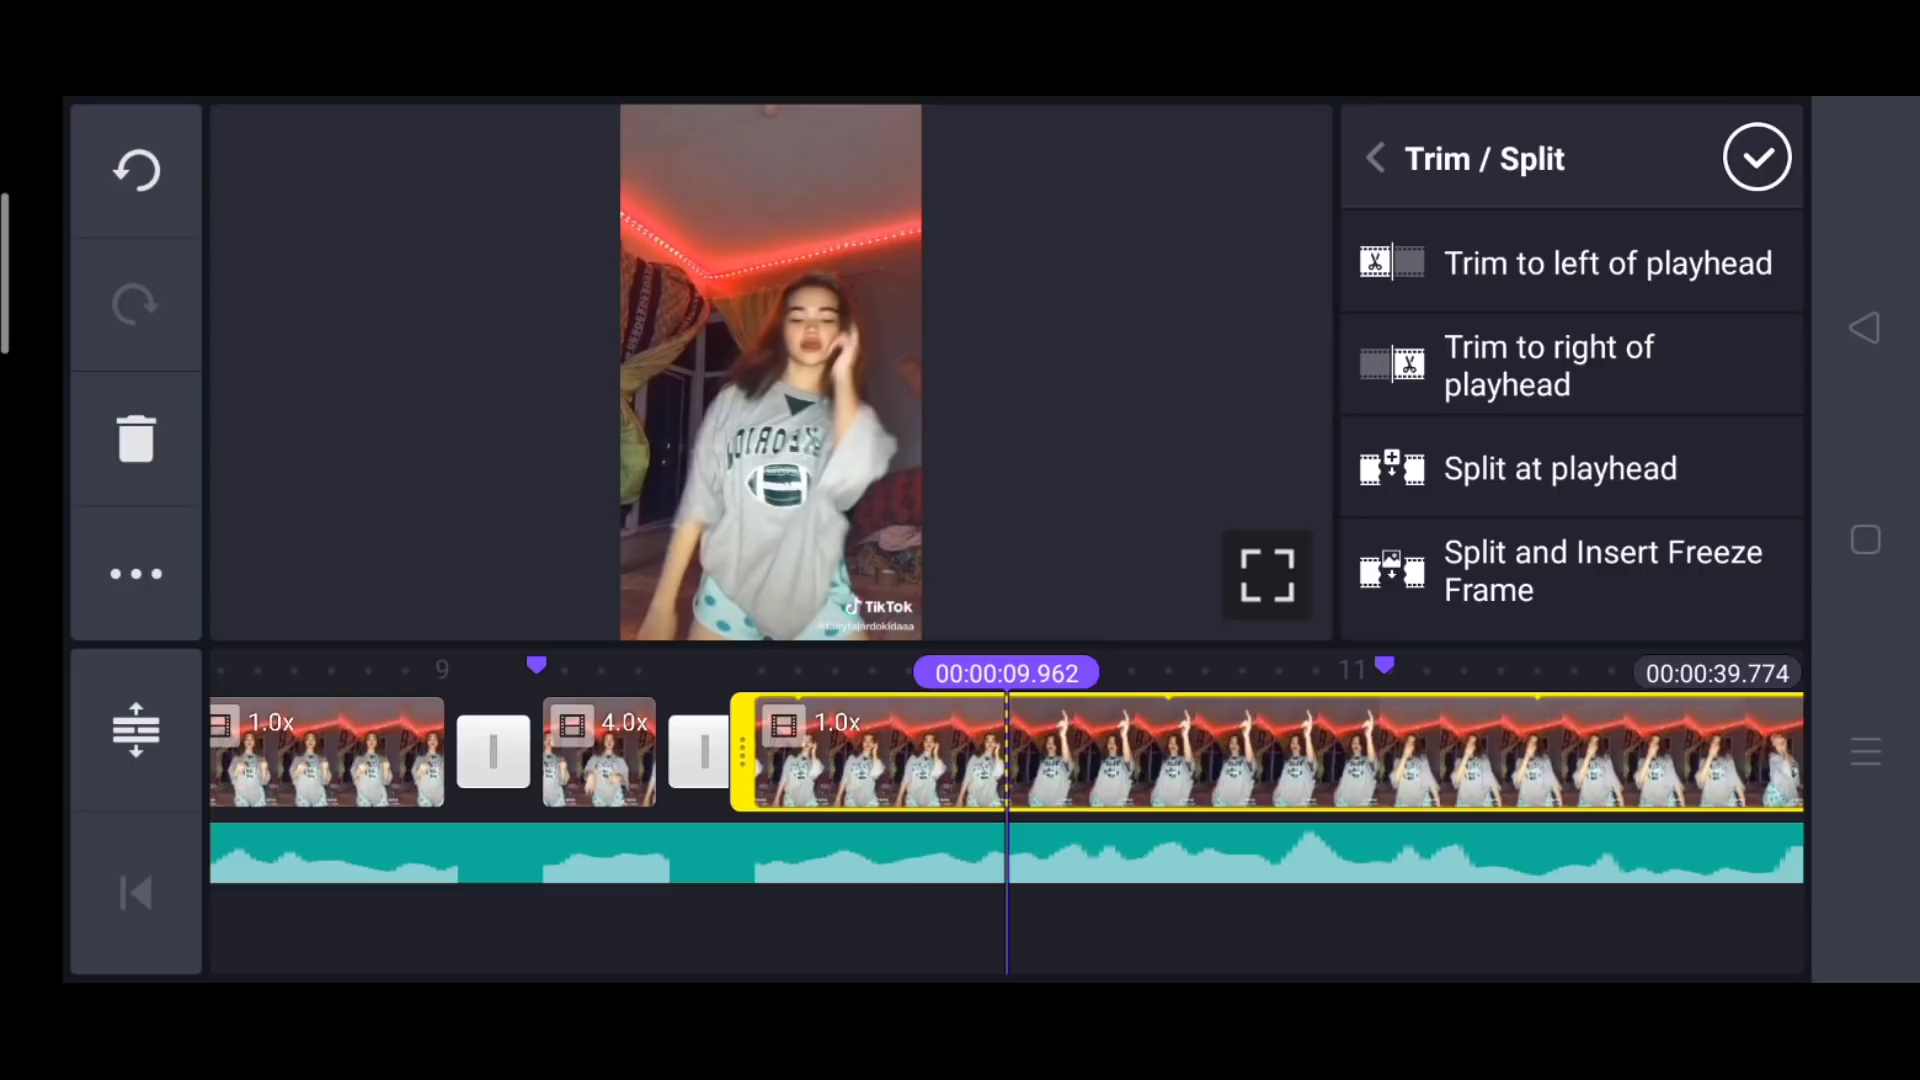 Trim / Split
Trim to left of playhead
Trim to right of
playhead
Split at playhead
Split and Insert Freeze
Frame
TikTok
9
00:00:09.962
11
00:00:39.774
1.0x
4.0x
1.0x